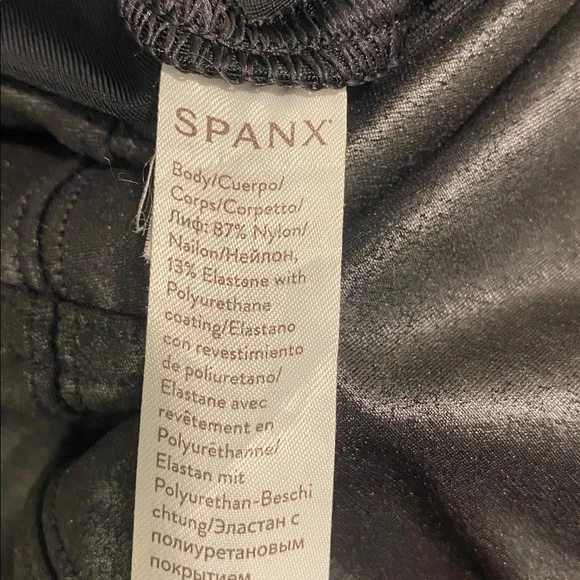 SPANX
Body/Cuerpo/
Corps/Corpetto/
Лиф: 87% Nylon/
Nailon/Нейлон,
13% Elastane with
Polyurethane
coating/Elastano
con revestimiento
de poliuretano/
Elastane avec
revêtement en
Polyuréthanne/
Elastan mit
Polyurethan-Beschi
chtung/Эластан с
полиуретановым
покрытием